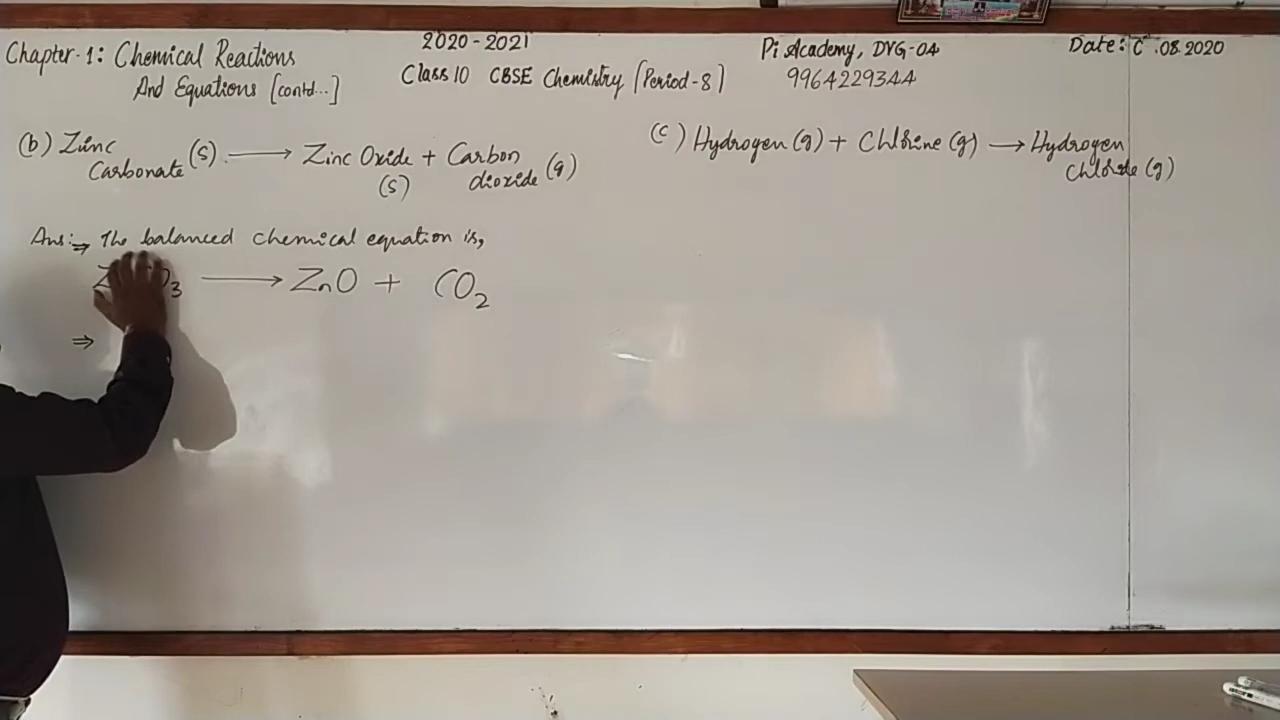 Chapter-1: Chemical Reactions
And Equations [contd...]
2020-2021
Class 10 CBSE Chemistry [Period-8]
Pi Academy, DVG-04
9964229344
Date: .08.2020
(b) Zinc Carbonate (s) ⟶ Zinc Oxide (s) + Carbon dioxide (g)
(c) Hydrogen (g) + Chlorine (g) ⟶ Hydrogen Chloride (g)
Ans:⇒ The balanced chemical equation is,
3 ⟶ ZnO + CO2
⇒